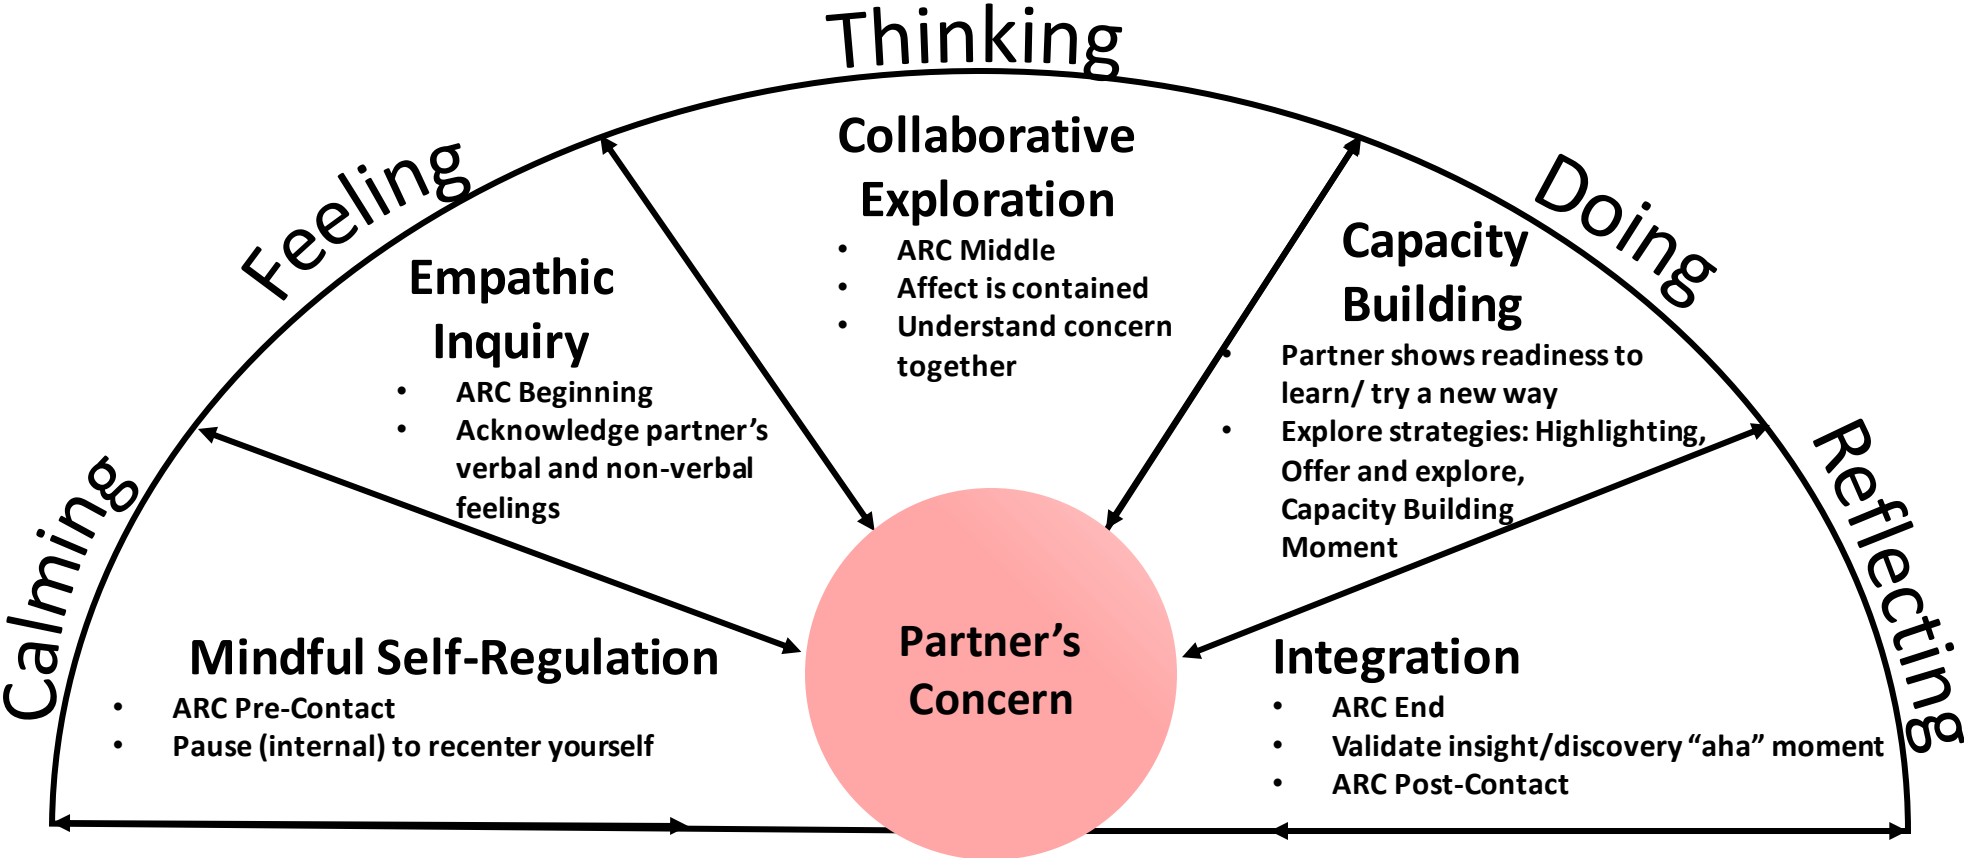 Calming
Mindful Self-Regulation
• ARC Pre-Contact
• Pause (internal) to recenter yourself
Feeling
Empathic
Inquiry
• ARC Beginning
• Acknowledge partner’s
verbal and non-verbal
feelings
Thinking
Collaborative
Exploration
• ARC Middle
• Affect is contained
• Understand concern
together
Doing
Capacity
Building
• Partner shows readiness to
learn/ try a new way
• Explore strategies: Highlighting,
Offer and explore,
Capacity Building
Moment
Reflecting
Integration
• ARC End
• Validate insight/discovery “aha” moment
• ARC Post-Contact
Partner’s
Concern